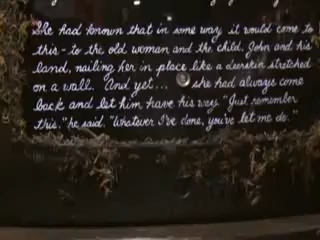 She had known that in some way it would come to
this - to the old woman and the child, John and his
land, nailing her in place like a deerskin stretched
on a wall. And yet... she had always come
back and let him have his way. "Just remember
this," he said. "Whatever I've done, you've let me do."